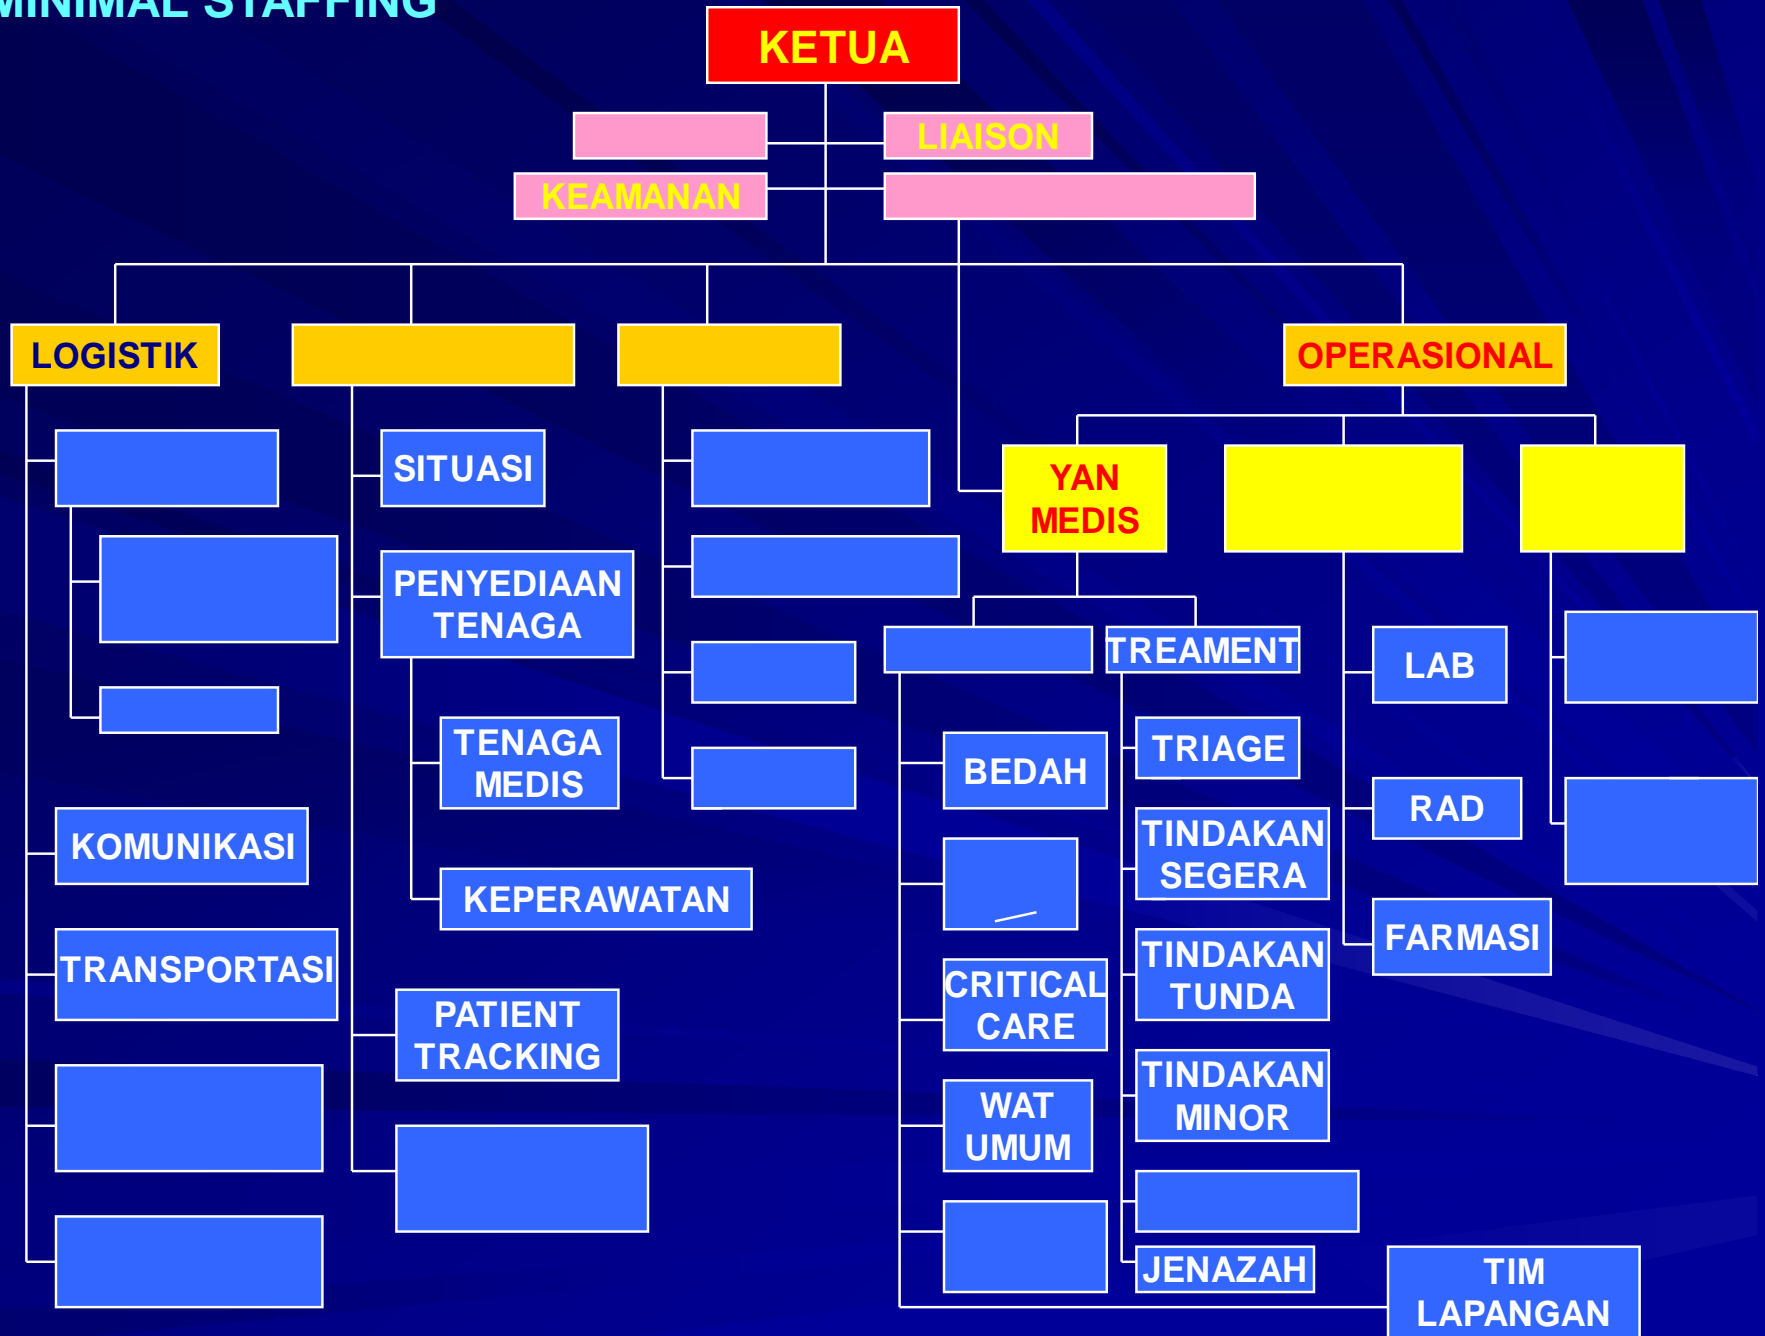 MINIMAL STAFFING
KETUA
LIAISON
KEAMANAN
LOGISTIK
OPERASIONAL
SITUASI
YAN
MEDIS
PENYEDIAAN
TENAGA
TREAMENT
LAB
TENAGA
MEDIS
BEDAH
TRIAGE
RAD
KOMUNIKASI
TINDAKAN
SEGERA
KEPERAWATAN
FARMASI
TRANSPORTASI
CRITICAL
CARE
TINDAKAN
TUNDA
PATIENT
TRACKING
WAT
UMUM
TINDAKAN
MINOR
JENAZAH
TIM
LAPANGAN